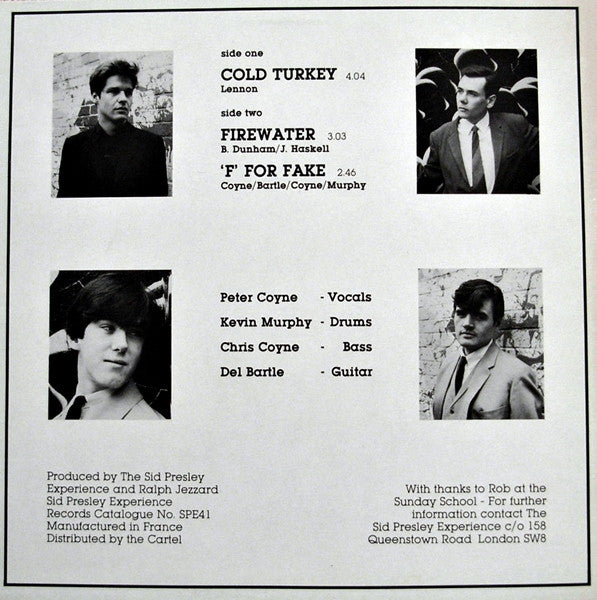 side one
COLD TURKEY 4.04
Lennon
side two
FIREWATER 3.03
B. Dunham/J. Haskell
‘F’ FOR FAKE 2.46
Coyne/Bartle/Coyne/Murphy
Peter Coyne - Vocals
Kevin Murphy - Drums
Chris Coyne - Bass
Del Bartle - Guitar
Produced by The Sid Presley
Experience and Ralph Jezzard
Sid Presley Experience
Records Catalogue No. SPE41
Manufactured in France
Distributed by the Cartel
With thanks to Rob at the
Sunday School - For further
information contact The
Sid Presley Experience c/o 158
Queenstown Road London SW8